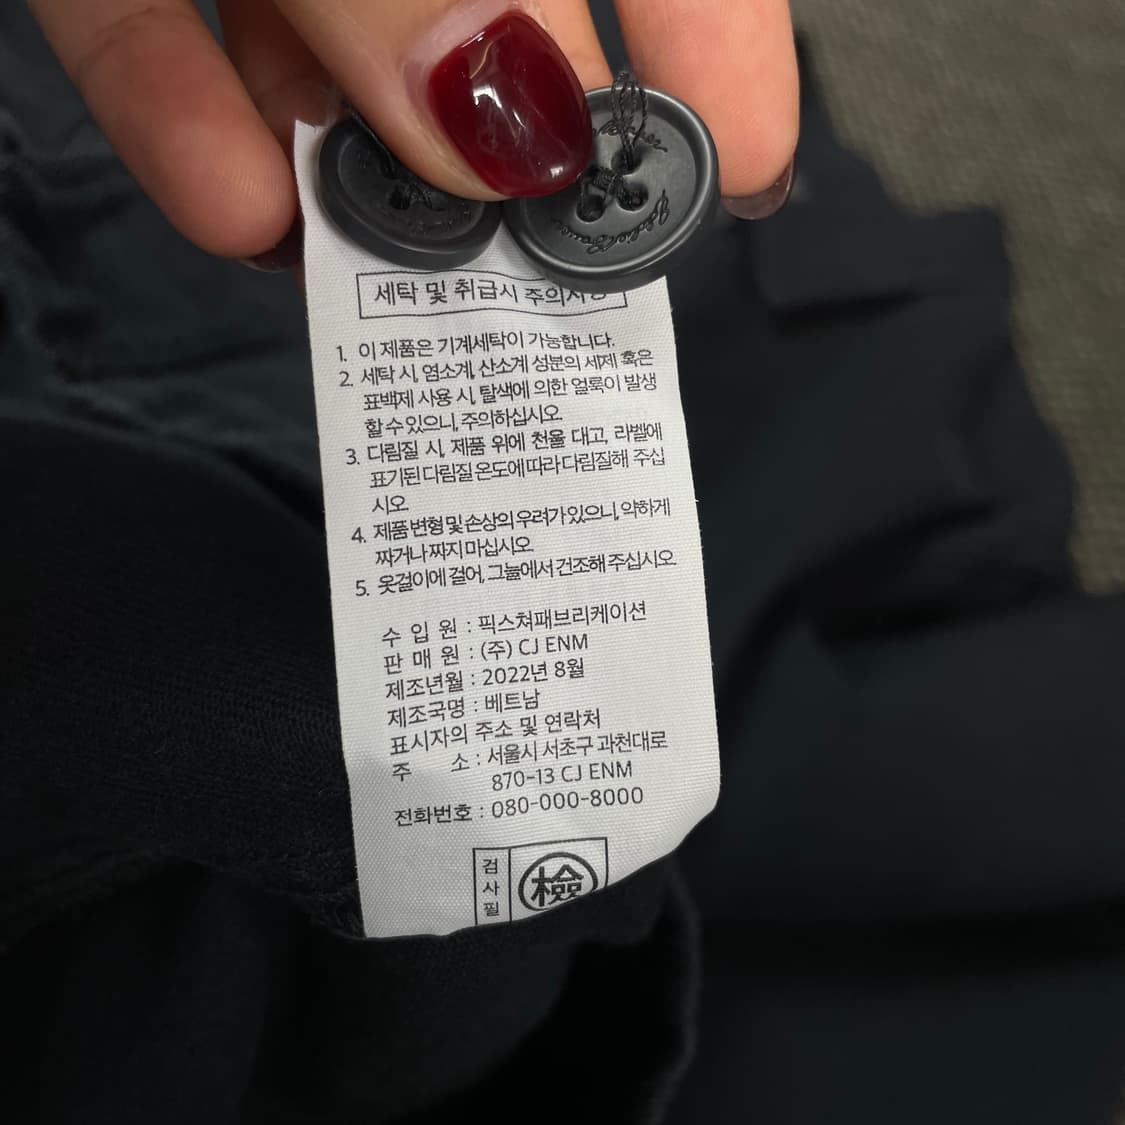 Eddie Bauer
세탁 및 취급시 주의사항
1. 이 제품은 기계세탁이 가능합니다.
2. 세탁 시, 염소계, 산소계 성분의 세제 혹은
표백제 사용 시, 탈색에 의한 얼룩이 발생
할 수 있으니, 주의하십시오.
3. 다림질 시, 제품 위에 천을 대고, 라벨에
표기된 다림질 온도에 따라 다림질해 주십
시오.
4. 제품 변형 및 손상의 우려가 있으니, 약하게
짜거나 짜지 마십시오.
5. 옷걸이에 걸어, 그늘에서 건조해 주십시오.
수 입 원 : 픽스쳐패브리케이션
판 매 원 : (주) CJ ENM
제조년월 : 2022년 8월
제조국명 : 베트남
표시자의 주소 및 연락처
주 소 : 서울시 서초구 과천대로
870-13 CJ ENM
전화번호 : 080-000-8000
검사필
檢